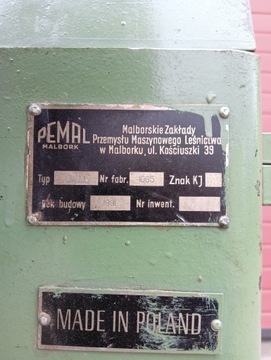 PEMAL
MALBORK
Malborskie Zakłady
Przemysłu Maszynowego Leśnictwa
w Malborku, ul. Kościuszki 39
Typ Nr fabr. Znak KJ
Rok budowy Nr inwent.
MADE IN POLAND